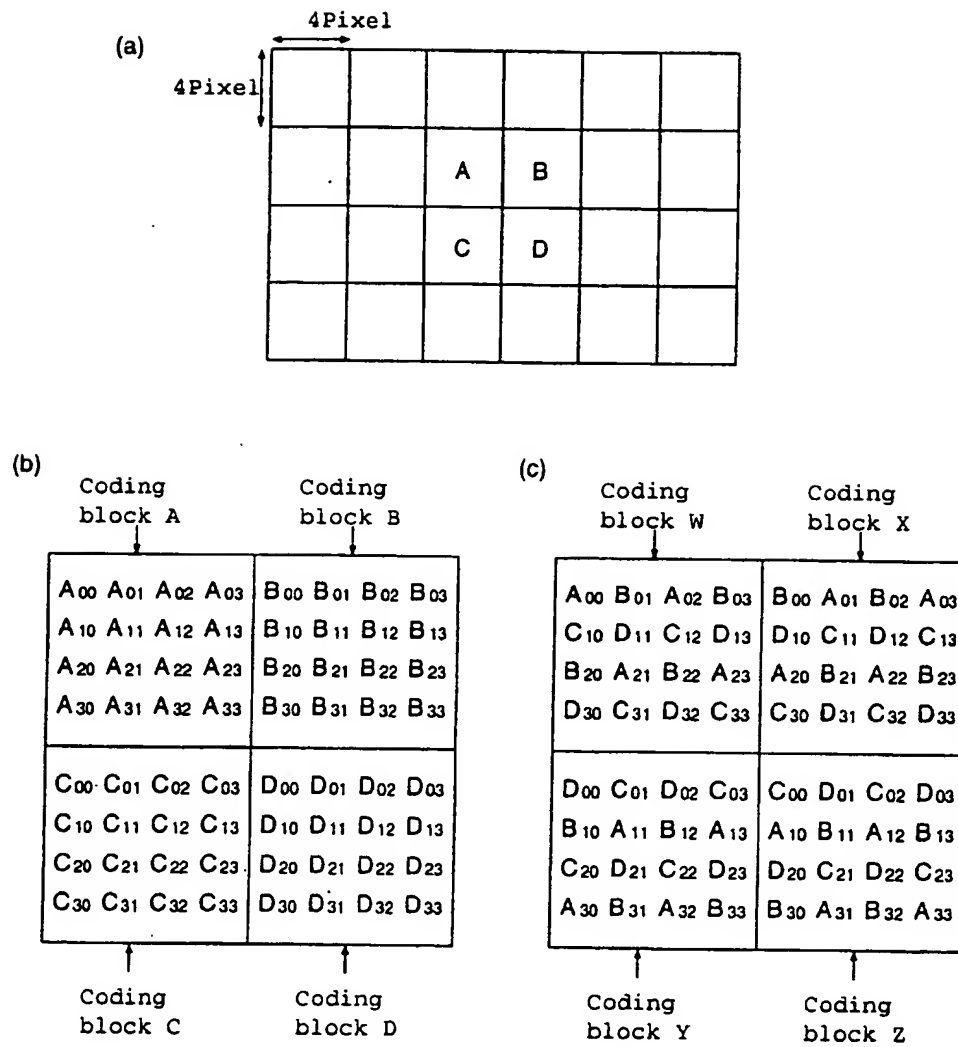 (a)
4Pixel
4Pixel
A B
C D
(b)
Coding block A
Coding block B
A00 A01 A02 A03 B00 B01 B02 B03
A10 A11 A12 A13 B10 B11 B12 B13
A20 A21 A22 A23 B20 B21 B22 B23
A30 A31 A32 A33 B30 B31 B32 B33
C00 C01 C02 C03 D00 D01 D02 D03
C10 C11 C12 C13 D10 D11 D12 D13
C20 C21 C22 C23 D20 D21 D22 D23
C30 C31 C32 C33 D30 D31 D32 D33
Coding block C
Coding block D
(c)
Coding block W
Coding block X
A00 B01 A02 B03 B00 A01 B02 A03
C10 D11 C12 D13 D10 C11 D12 C13
B20 A21 B22 A23 A20 B21 A22 B23
D30 C31 D32 C33 C30 D31 C32 D33
D00 C01 D02 C03 C00 D01 C02 D03
B10 A11 B12 A13 A10 B11 A12 B13
C20 D21 C22 D23 D20 C21 D22 C23
A30 B31 A32 B33 B30 A31 B32 A33
Coding block Y
Coding block Z